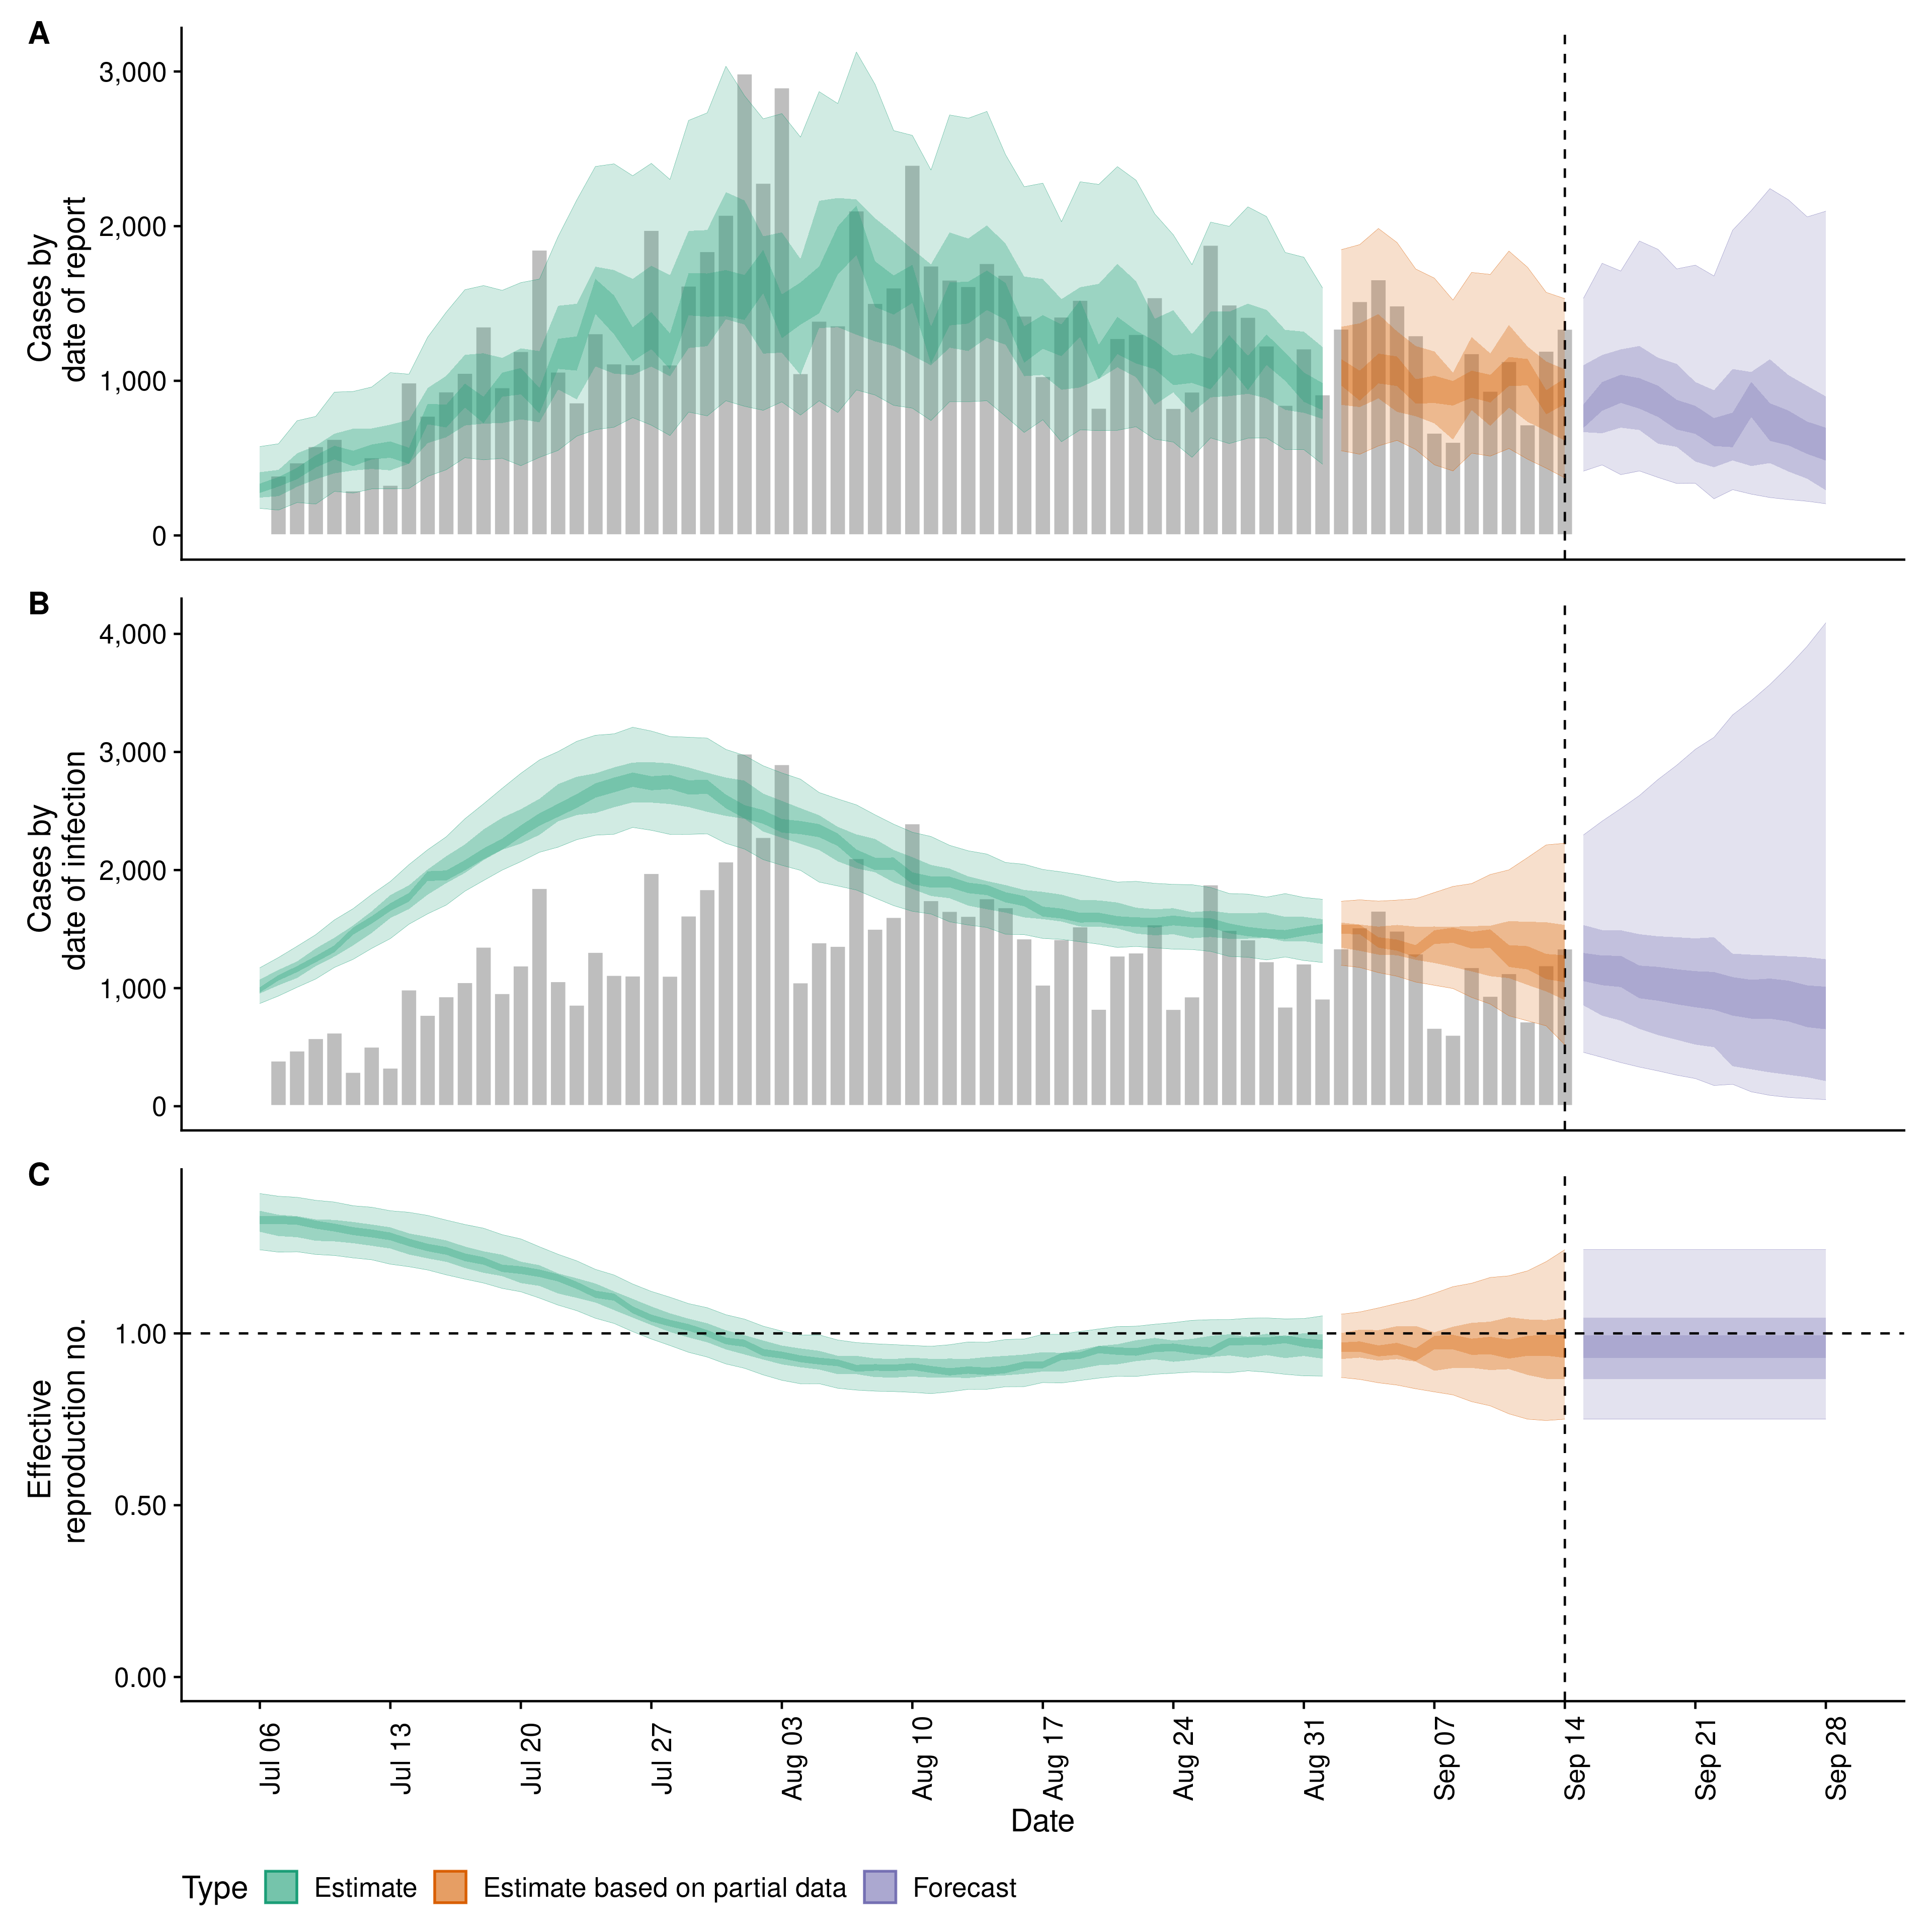 A
Cases by
date of report
3,000
2,000
1,000
0
B
Cases by
date of infection
4,000
3,000
2,000
1,000
0
C
Effective
reproduction no.
1.00
0.50
0.00
Jul 06
Jul 13
Jul 20
Jul 27
Aug 03
Aug 10
Aug 17
Aug 24
Aug 31
Sep 07
Sep 14
Sep 21
Sep 28
Date
Type Estimate Estimate based on partial data Forecast